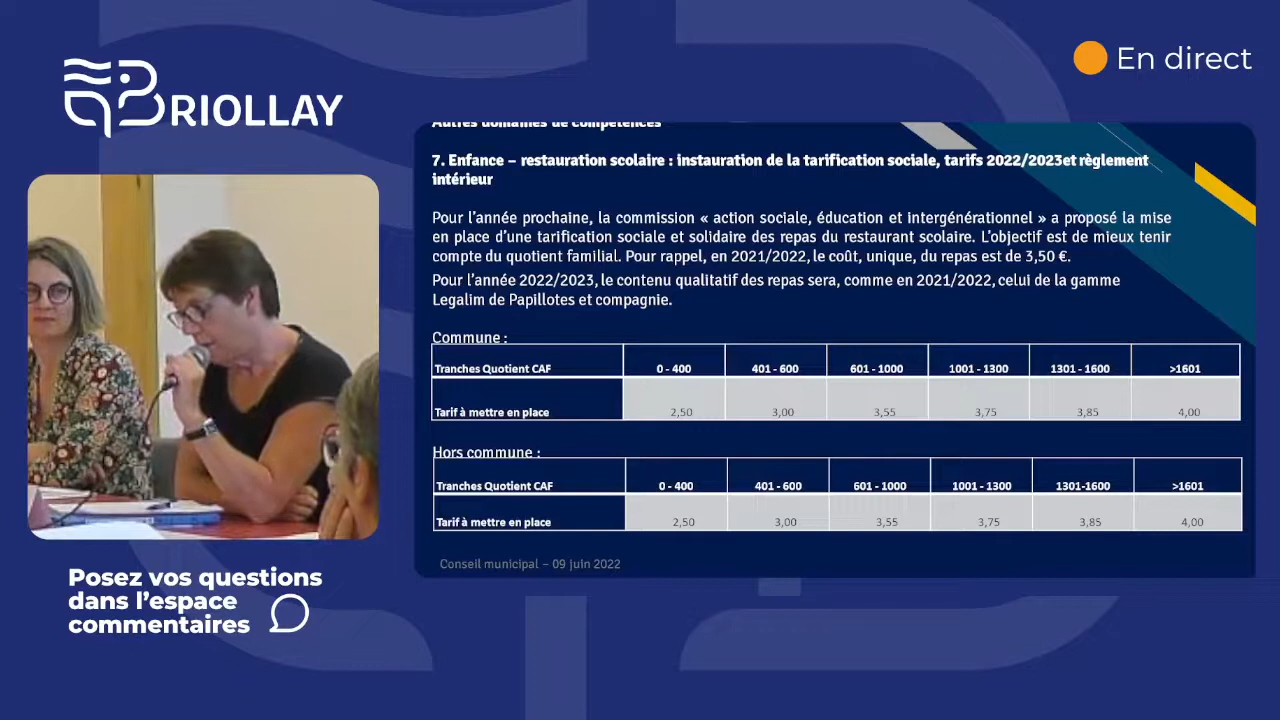 BRIOLLAY
En direct
Autres domaines de compétences
7. Enfance – restauration scolaire : instauration de la tarification sociale, tarifs 2022/2023et règlement
intérieur
Pour l'année prochaine, la commission « action sociale, éducation et intergénérationnel » a proposé la mise
en place d'une tarification sociale et solidaire des repas du restaurant scolaire. L'objectif est de mieux tenir
compte du quotient familial. Pour rappel, en 2021/2022, le coût, unique, du repas est de 3,50 €.
Pour l'année 2022/2023, le contenu qualitatif des repas sera, comme en 2021/2022, celui de la gamme
Legalim de Papillotes et compagnie.
Commune :
Tranches Quotient CAF 0 - 400 401 - 600 601 - 1000 1001 - 1300 1301 - 1600 >1601
Tarif à mettre en place 2,50 3,00 3,55 3,75 3,85 4,00
Hors commune :
Tranches Quotient CAF 0 - 400 401 - 600 601 - 1000 1001 - 1300 1301-1600 >1601
Tarif à mettre en place 2,50 3,00 3,55 3,75 3,85 4,00
Conseil municipal – 09 juin 2022
Posez vos questions
dans l'espace
commentaires